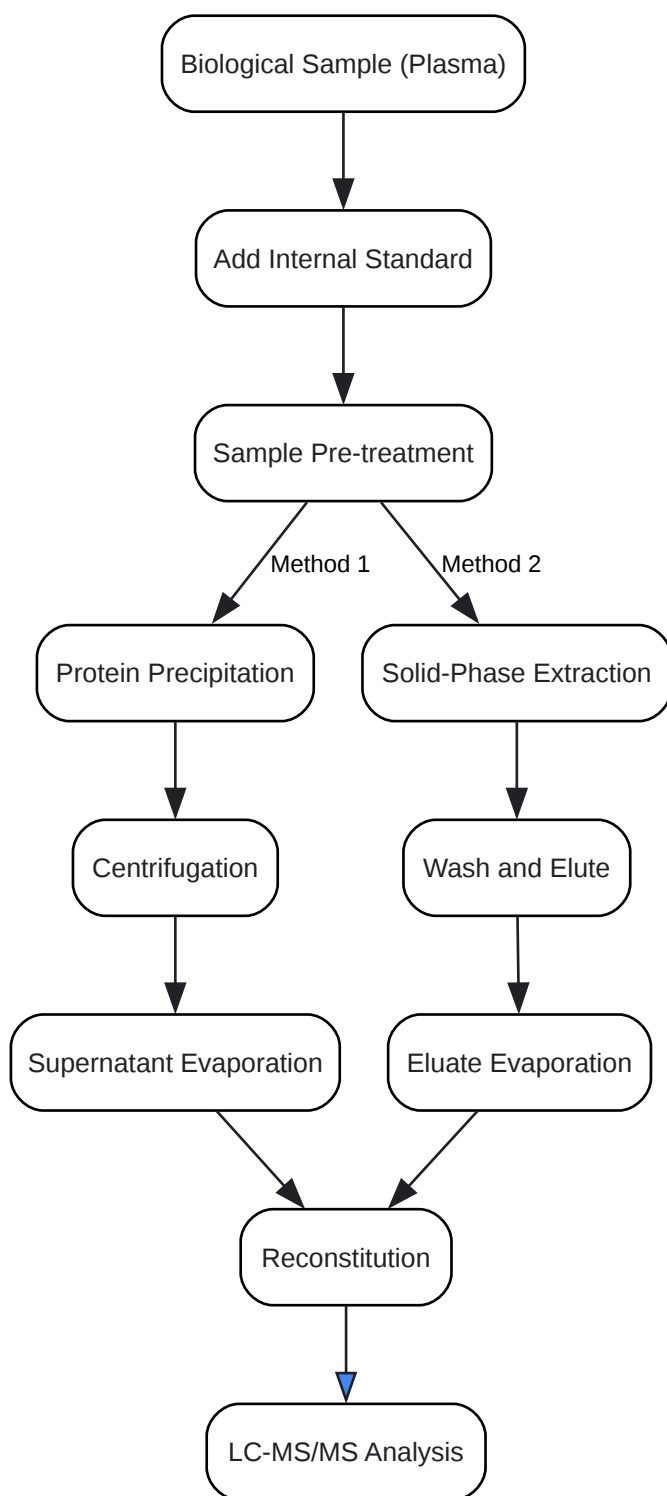 Biological Sample (Plasma)
Add Internal Standard
Sample Pre-treatment
Method 1
Method 2
Protein Precipitation
Solid-Phase Extraction
Centrifugation
Wash and Elute
Supernatant Evaporation
Eluate Evaporation
Reconstitution
LC-MS/MS Analysis